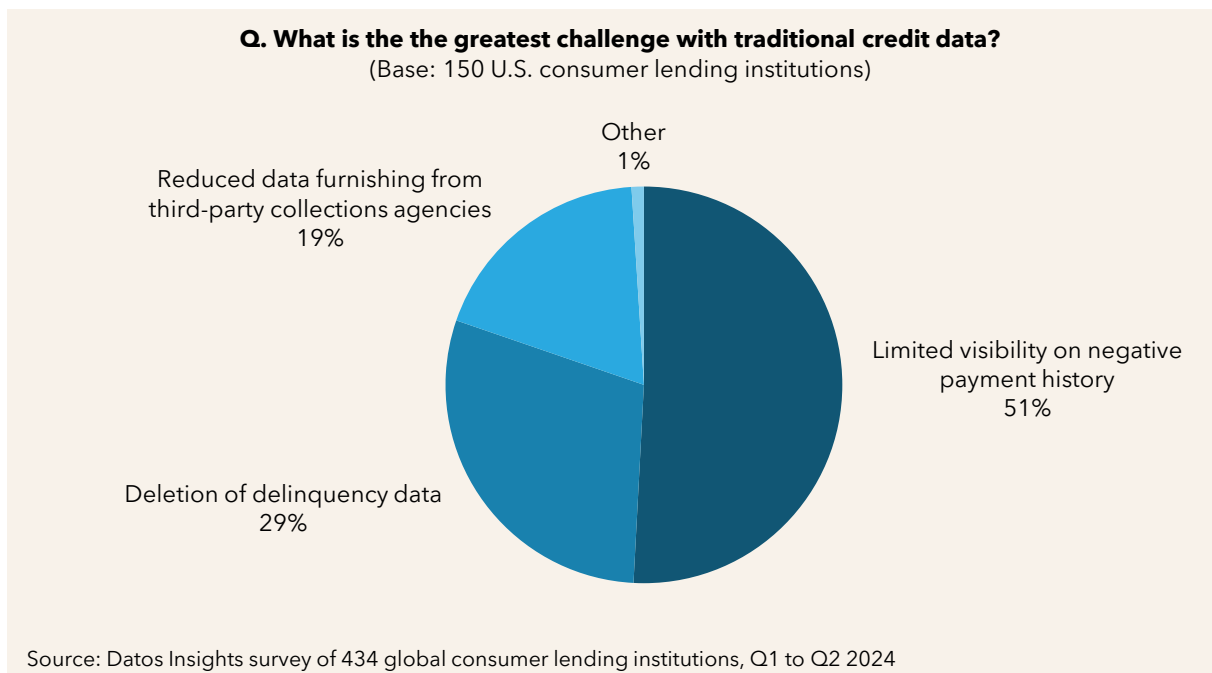 Q. What is the the greatest challenge with traditional credit data?
(Base: 150 U.S. consumer lending institutions)
Other
1%
Reduced data furnishing from
third-party collections agencies
19%
Limited visibility on negative
payment history
51%
Deletion of delinquency data
29%
Source: Datos Insights survey of 434 global consumer lending institutions, Q1 to Q2 2024